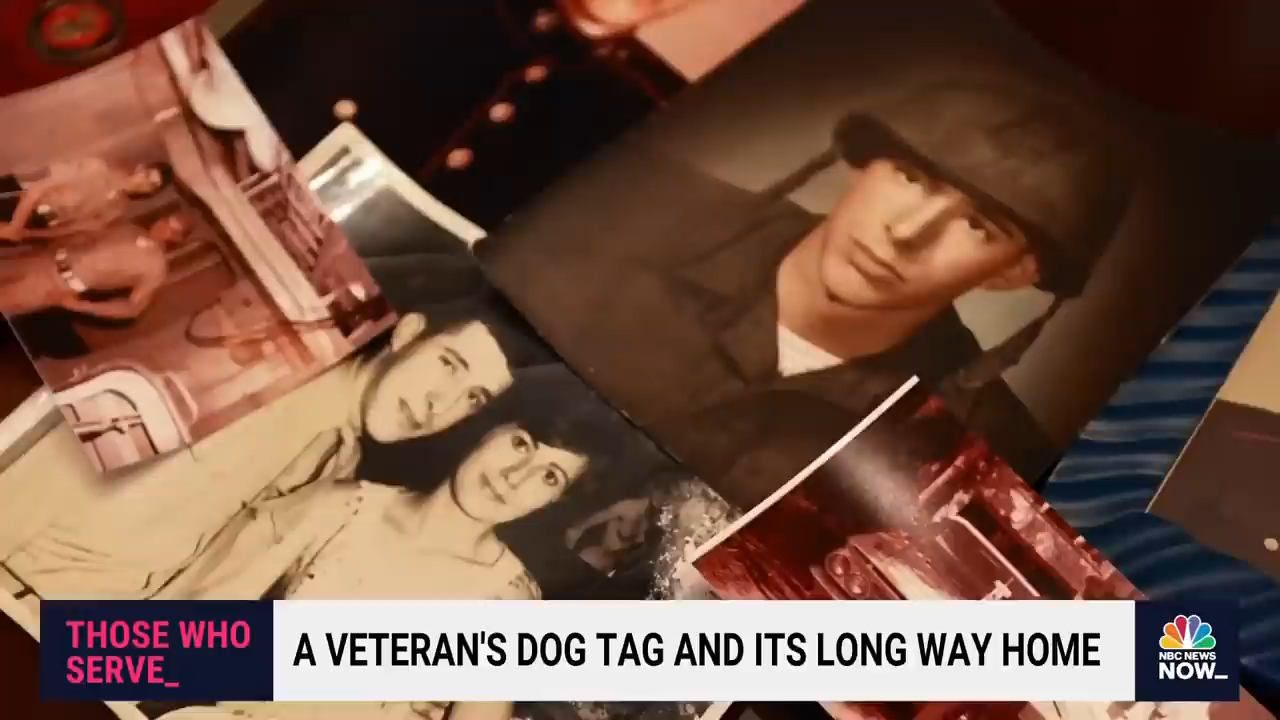 THOSE WHO
SERVE_
A VETERAN'S DOG TAG AND ITS LONG WAY HOME
NBC NEWS
NOW_